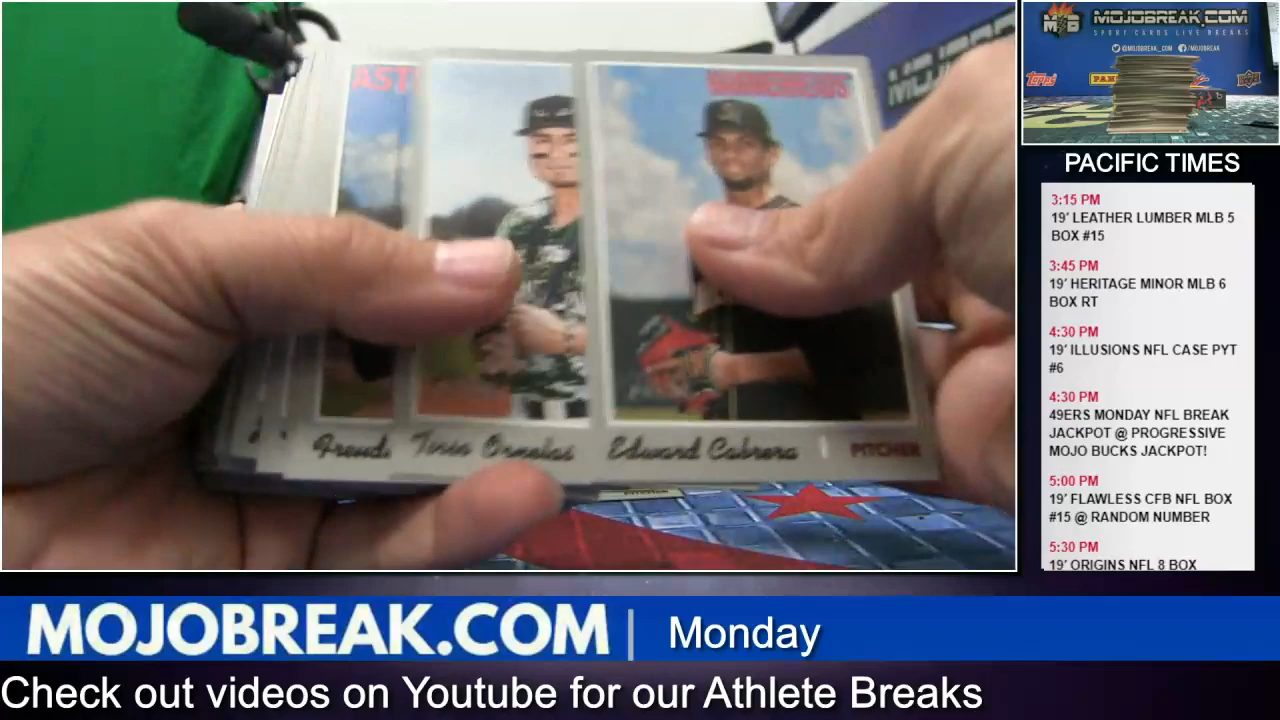 MOJOBREAK.COM
SPORT CARDS LIVE BREAKS
@MOJOBREAK_COM /MOJOBREAK
topps
PACIFIC TIMES
3:15 PM
19' LEATHER LUMBER MLB 5
BOX #15
3:45 PM
19' HERITAGE MINOR MLB 6
BOX RT
4:30 PM
19' ILLUSIONS NFL CASE PYT
#6
4:30 PM
49ERS MONDAY NFL BREAK
JACKPOT @ PROGRESSIVE
MOJO BUCKS JACKPOT!
5:00 PM
19' FLAWLESS CFB NFL BOX
#15 @ RANDOM NUMBER
5:30 PM
19' ORIGINS NFL 8 BOX
AST
Tirso Ornelas
Edward Cabrera
PITCHER
MOJOBREAK.COM | Monday
Check out videos on Youtube for our Athlete Breaks